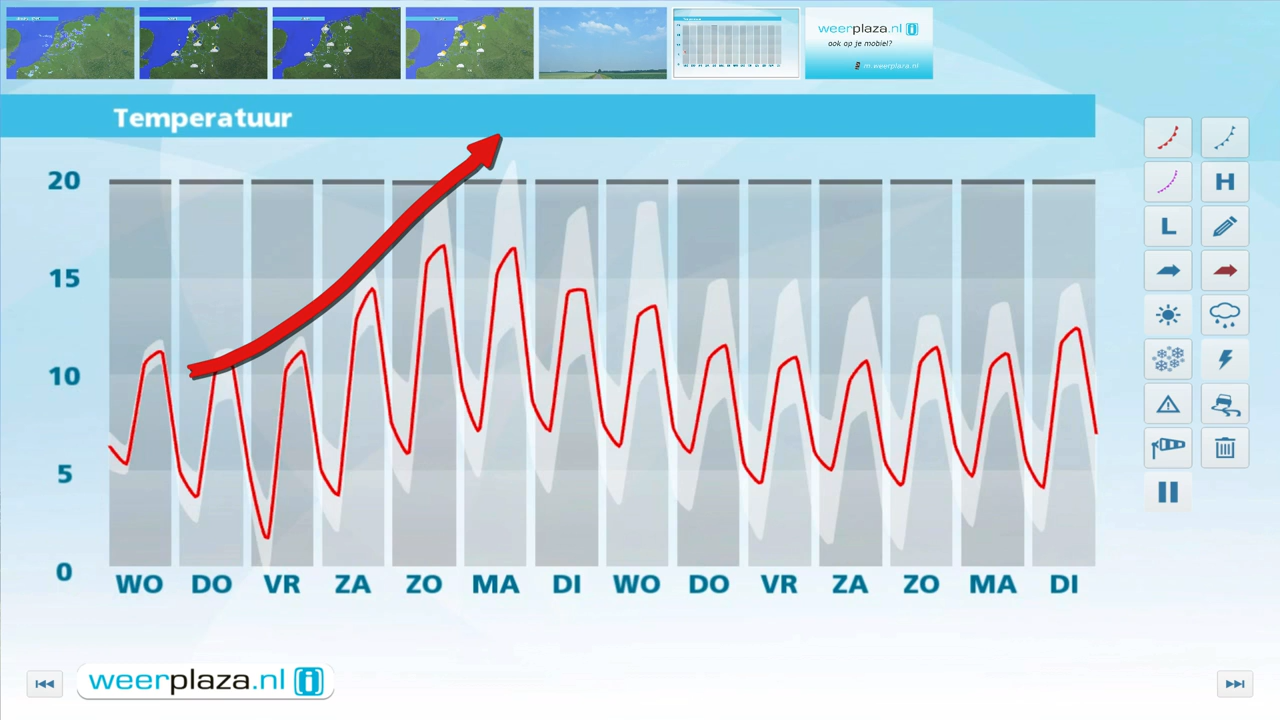 weerplaza.nl i
ook op je mobiel?
m.weerplaza.nl
Temperatuur
20
15
10
5
0
WO DO VR ZA ZO MA DI WO DO VR ZA ZO MA DI
H
L
weerplaza.nl i